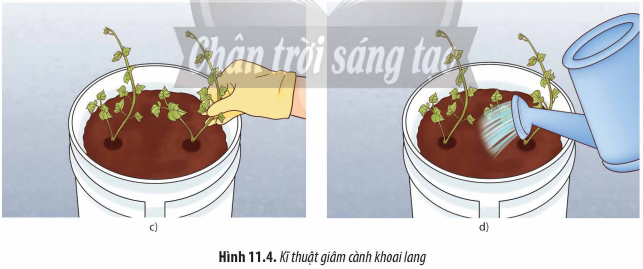 Chân trời sáng tạo
c)
d)
Hình 11.4. Kĩ thuật giâm cành khoai lang